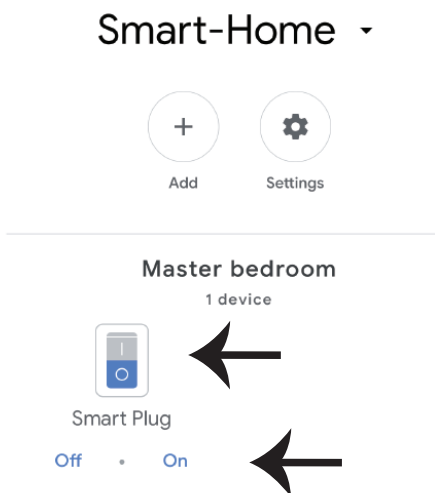 Smart-Home
Add Settings
Master bedroom
1 device
Smart Plug
Off • On